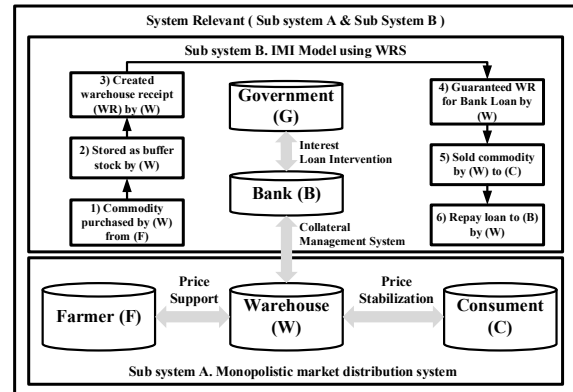 System Relevant ( Sub system A & Sub System B )
Sub system B. IMI Model using WRS
3) Created
warehouse receipt
(WR) by (W)
2) Stored as buffer
stock by (W)
1) Commodity
purchased by (W)
from (F)
Government
(G)
Interest
Loan Intervention
Bank (B)
Collateral
Management System
4) Guaranteed WR
for Bank Loan by
(W)
5) Sold commodity
by (W) to (C)
6) Repay loan to (B)
by (W)
Farmer (F)
Price
Support
Warehouse
(W)
Price
Stabilization
Consument
(C)
Sub system A. Monopolistic market distribution system